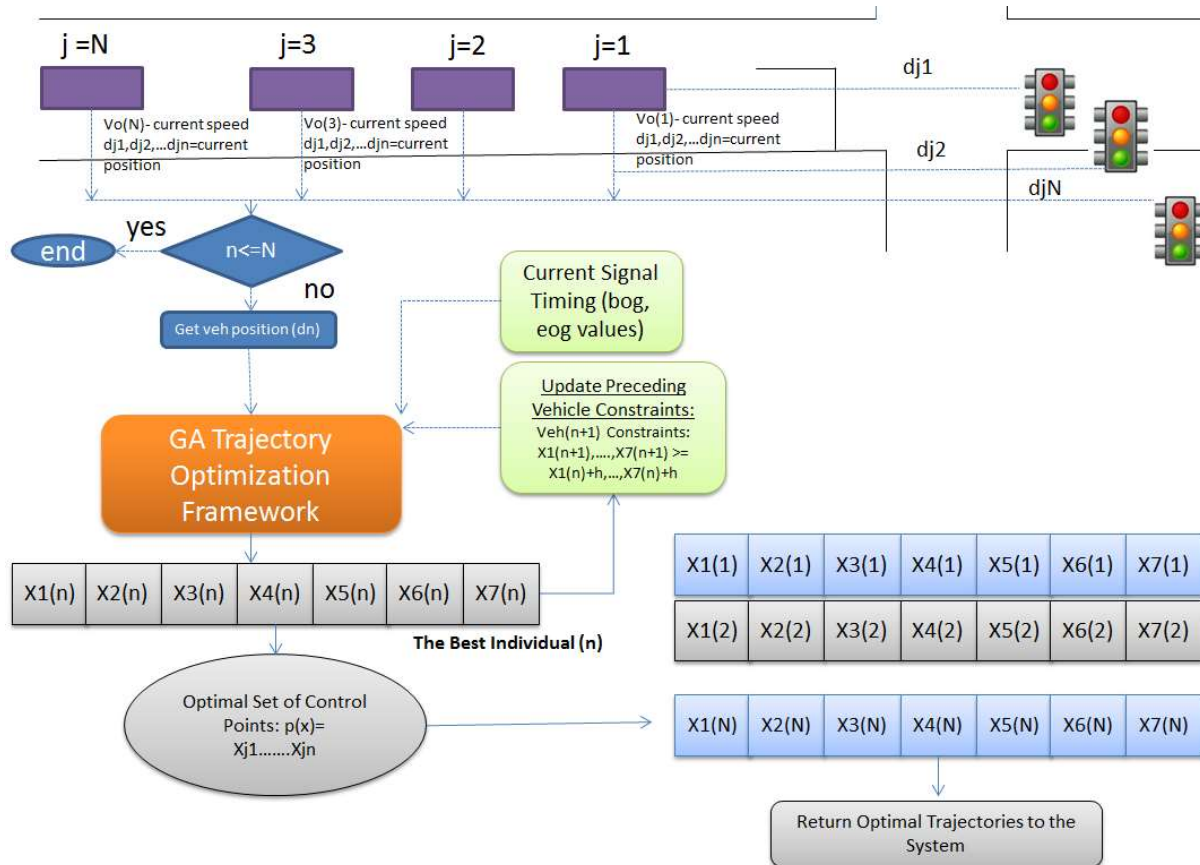 j =N
j=3
j=2
j=1
dj1
Vo(N)- current speed
dj1,dj2,...djn=current
position
Vo(3)- current speed
dj1,dj2,...djn=current
position
Vo(1)- current speed
dj1,dj2,...djn=current
position
dj2
djN
yes
end
n<=N
no
Get veh position (dn)
Current Signal
Timing (bog,
eog values)
Update Preceding
Vehicle Constraints:
Veh(n+1) Constraints:
X1(n+1),....,X7(n+1) >=
X1(n)+h,...,X7(n)+h
GA Trajectory
Optimization
Framework
X1(n) X2(n) X3(n) X4(n) X5(n) X6(n) X7(n)
The Best Individual (n)
X1(1) X2(1) X3(1) X4(1) X5(1) X6(1) X7(1)
X1(2) X2(2) X3(2) X4(2) X5(2) X6(2) X7(2)
Optimal Set of Control
Points: p(x)=
Xj1.......Xjn
X1(N) X2(N) X3(N) X4(N) X5(N) X6(N) X7(N)
Return Optimal Trajectories to the
System